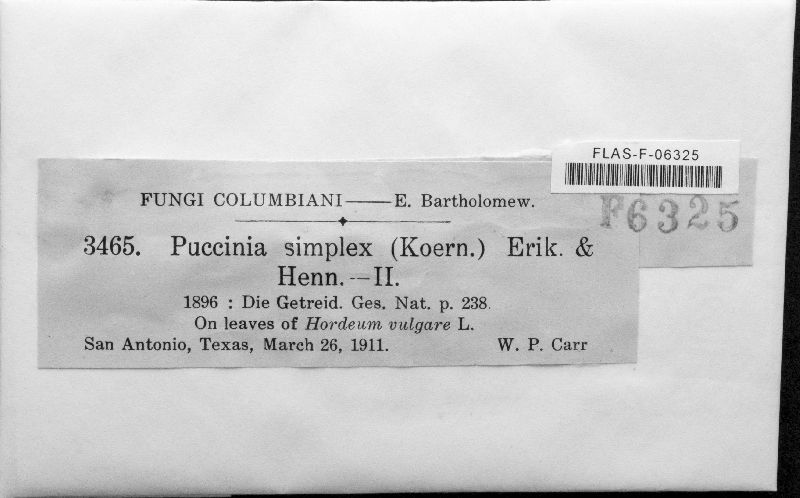 FLAS-F-06325
F6325
FUNGI COLUMBIANI——E. Bartholomew.
3465. Puccinia simplex (Koern.) Erik. &
Henn.—II.
1896 : Die Getreid. Ges. Nat. p. 238.
On leaves of Hordeum vulgare L.
San Antonio, Texas, March 26, 1911. W. P. Carr